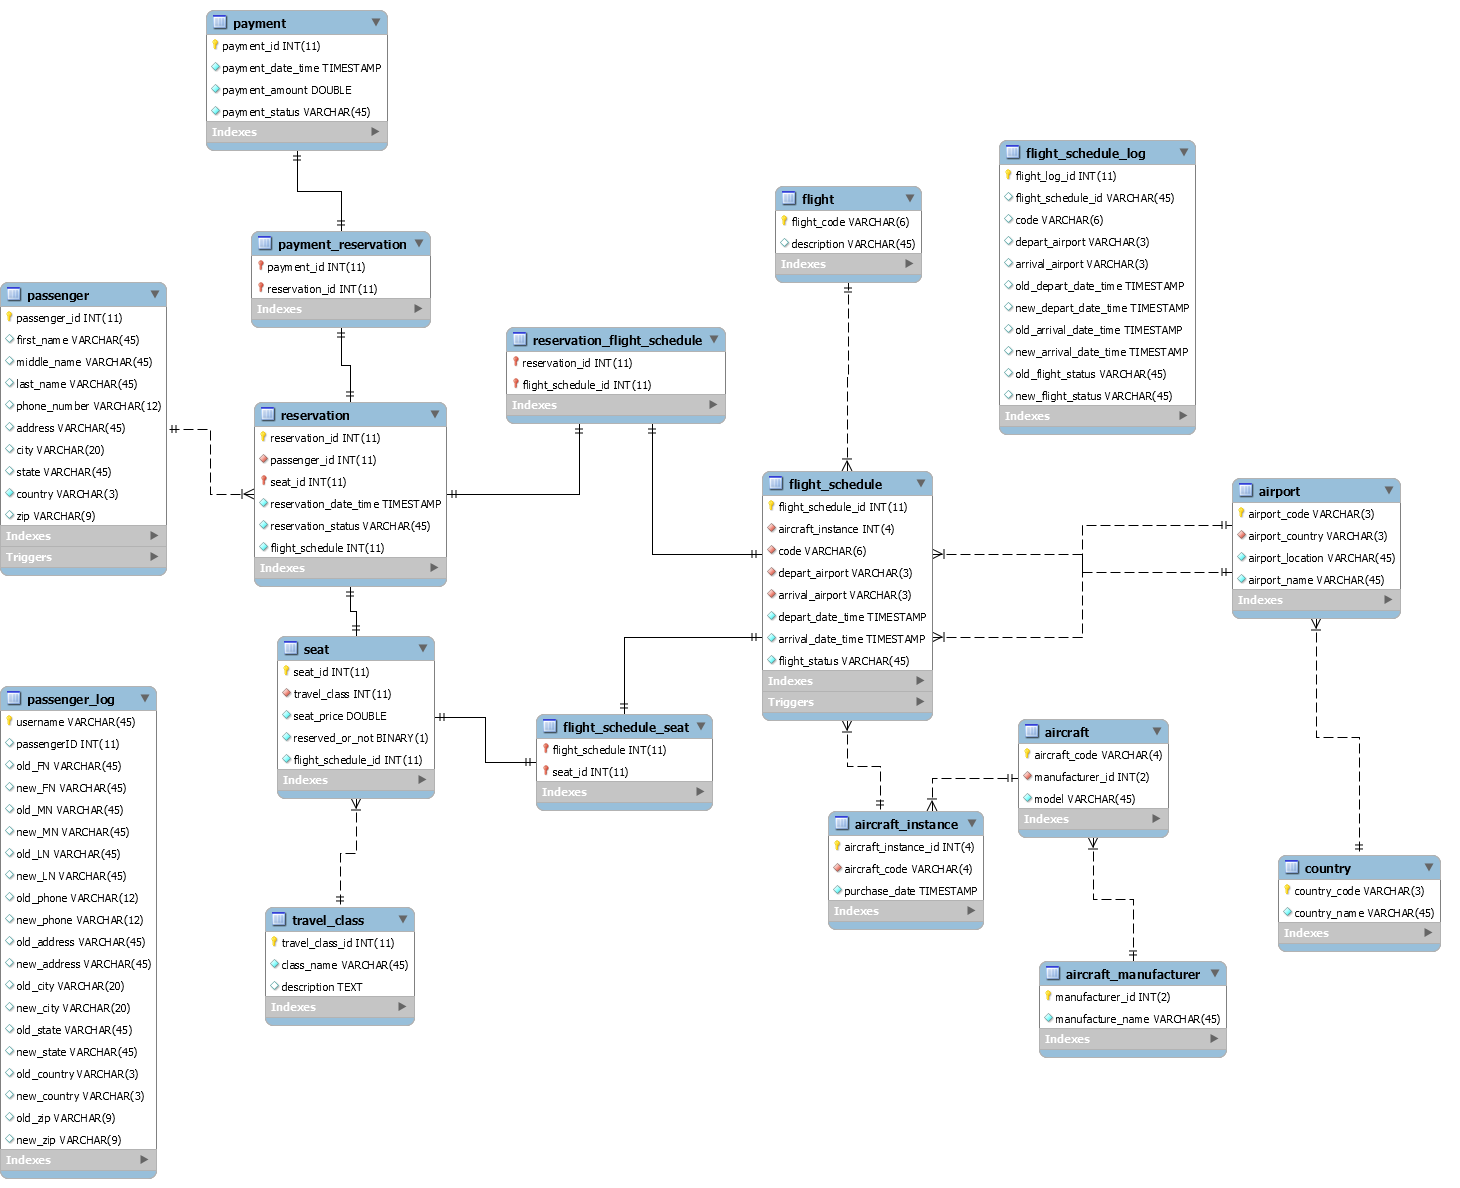 payment
payment_id INT(11)
payment_date_time TIMESTAMP
payment_amount DOUBLE
payment_status VARCHAR(45)
Indexes
payment_reservation
payment_id INT(11)
reservation_id INT(11)
Indexes
passenger
passenger_id INT(11)
first_name VARCHAR(45)
middle_name VARCHAR(45)
last_name VARCHAR(45)
phone_number VARCHAR(12)
address VARCHAR(45)
city VARCHAR(20)
state VARCHAR(45)
country VARCHAR(3)
zip VARCHAR(9)
Indexes
Triggers
reservation
reservation_id INT(11)
passenger_id INT(11)
seat_id INT(11)
reservation_date_time TIMESTAMP
reservation_status VARCHAR(45)
flight_schedule INT(11)
Indexes
reservation_flight_schedule
reservation_id INT(11)
flight_schedule_id INT(11)
Indexes
flight
flight_code VARCHAR(6)
description VARCHAR(45)
Indexes
flight_schedule_log
flight_log_id INT(11)
flight_schedule_id VARCHAR(45)
code VARCHAR(6)
depart_airport VARCHAR(3)
arrival_airport VARCHAR(3)
old_depart_date_time TIMESTAMP
new_depart_date_time TIMESTAMP
old_arrival_date_time TIMESTAMP
new_arrival_date_time TIMESTAMP
old_flight_status VARCHAR(45)
new_flight_status VARCHAR(45)
Indexes
flight_schedule
flight_schedule_id INT(11)
aircraft_instance INT(4)
code VARCHAR(6)
depart_airport VARCHAR(3)
arrival_airport VARCHAR(3)
depart_date_time TIMESTAMP
arrival_date_time TIMESTAMP
flight_status VARCHAR(45)
Indexes
Triggers
airport
airport_code VARCHAR(3)
airport_country VARCHAR(3)
airport_location VARCHAR(45)
airport_name VARCHAR(45)
Indexes
seat
seat_id INT(11)
travel_class INT(11)
seat_price DOUBLE
reserved_or_not BINARY(1)
flight_schedule_id INT(11)
Indexes
flight_schedule_seat
flight_schedule INT(11)
seat_id INT(11)
Indexes
passenger_log
username VARCHAR(45)
passengerID INT(11)
old_FN VARCHAR(45)
new_FN VARCHAR(45)
old_MN VARCHAR(45)
new_MN VARCHAR(45)
old_LN VARCHAR(45)
new_LN VARCHAR(45)
old_phone VARCHAR(12)
new_phone VARCHAR(12)
old_address VARCHAR(45)
new_address VARCHAR(45)
old_city VARCHAR(20)
new_city VARCHAR(20)
old_state VARCHAR(45)
new_state VARCHAR(45)
old_country VARCHAR(3)
new_country VARCHAR(3)
old_zip VARCHAR(9)
new_zip VARCHAR(9)
Indexes
travel_class
travel_class_id INT(11)
class_name VARCHAR(45)
description TEXT
Indexes
aircraft_instance
aircraft_instance_id INT(4)
aircraft_code VARCHAR(4)
purchase_date TIMESTAMP
Indexes
aircraft
aircraft_code VARCHAR(4)
manufacturer_id INT(2)
model VARCHAR(45)
Indexes
country
country_code VARCHAR(3)
country_name VARCHAR(45)
Indexes
aircraft_manufacturer
manufacturer_id INT(2)
manufacture_name VARCHAR(45)
Indexes